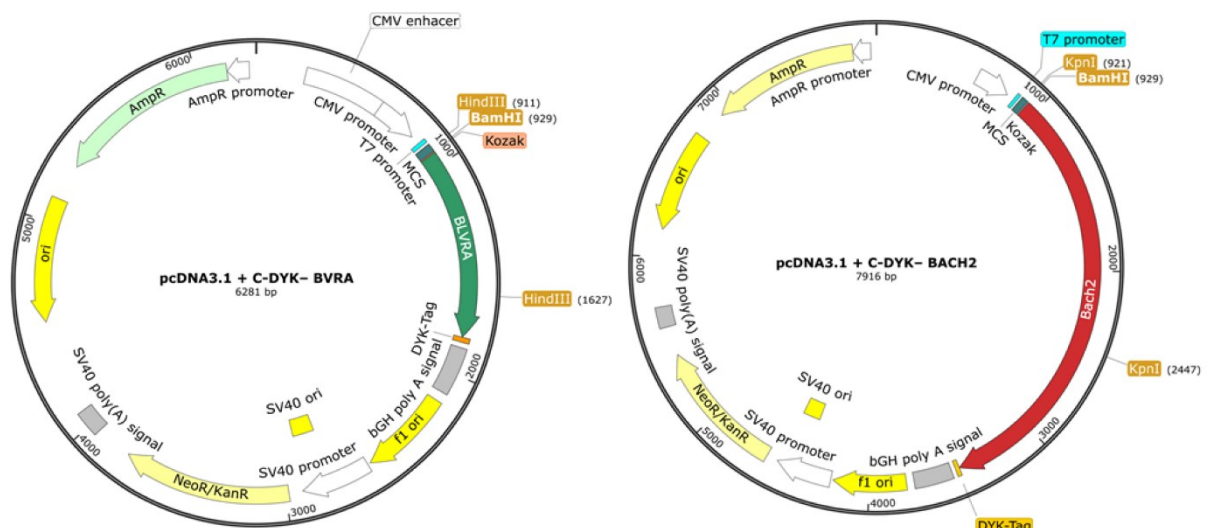 CMV enhacer
6000
AmpR promoter
AmpR
CMV promoter
T7 promoter
MCS
HindIII (911)
BamHI (929)
Kozak
1000
BLVRA
5000
ori
pcDNA3.1 + C-DYK– BVRA
6281 bp
HindIII (1627)
DYK-Tag
2000
bGH poly A signal
SV40 ori
f1 ori
SV40 poly(A) signal
4000
SV40 promoter
NeoR/KanR
3000
T7 promoter
KpnI (921)
BamHI (929)
1000
AmpR
AmpR promoter
CMV promoter
MCS
Kozak
7000
ori
2000
6000
pcDNA3.1 + C-DYK– BACH2
7916 bp
Bach2
SV40 poly(A) signal
KpnI (2447)
SV40 ori
NeoR/KanR
5000
SV40 promoter
bGH poly A signal
3000
f1 ori
4000
DYK-Tag